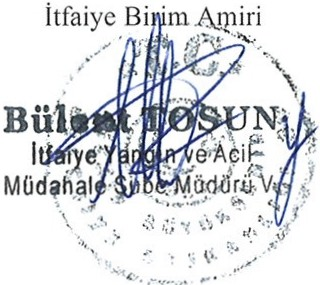 İtfaiye Birim Amiri
T.C.
Bülent TOSUN
İtfaiye Yangın ve Acil
Müdahale Şube Müdürü V.